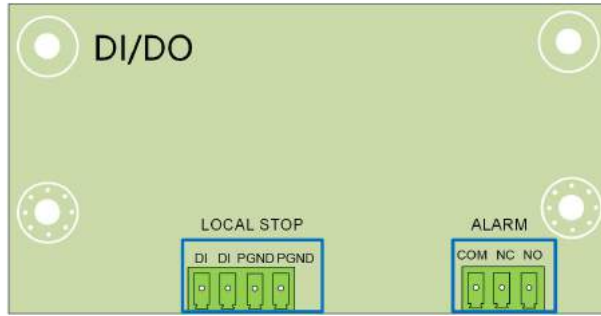 DI/DO
LOCAL STOP
ALARM
DI DI PGND PGND
COM NC NO